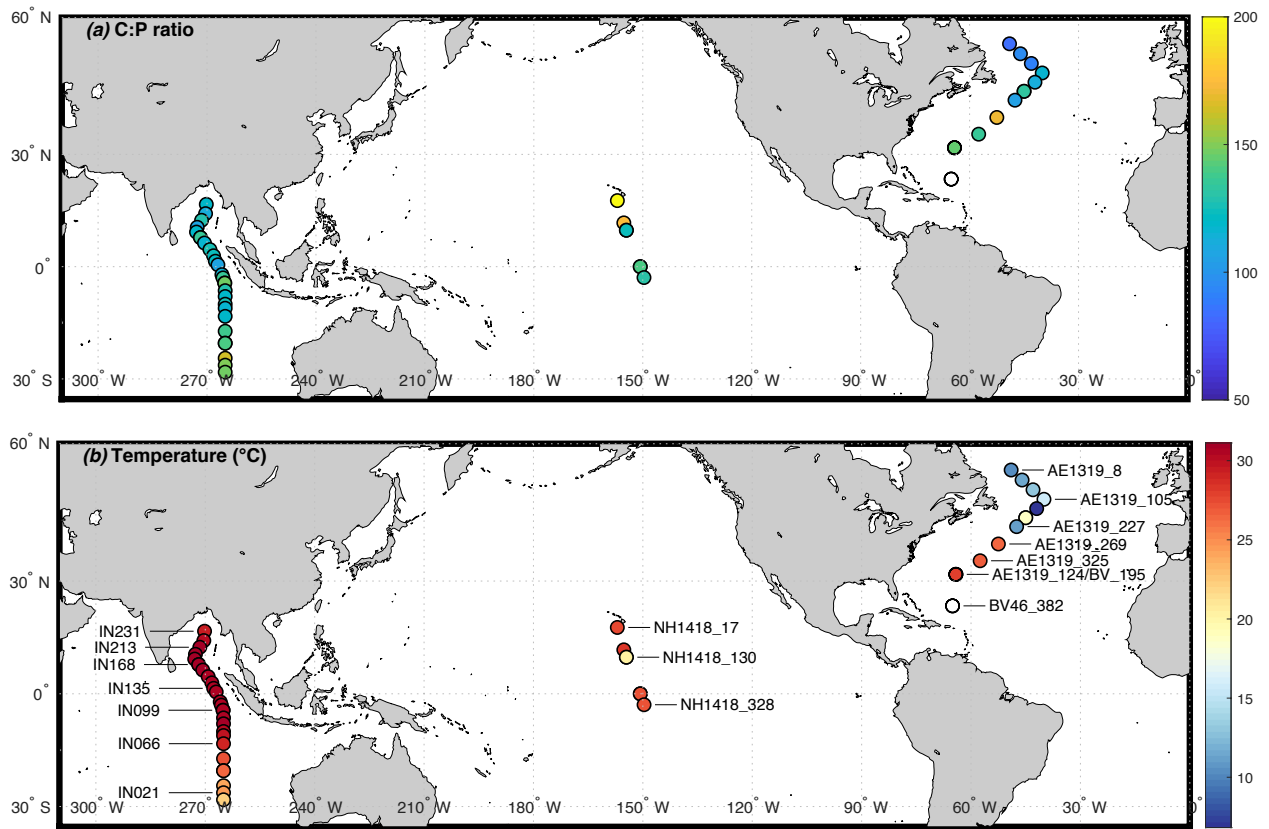 (a) C:P ratio
60° N
30° N
0°
30° S
300° W
270° W
210° W
180° W
150° W
120° W
90° W
60° W
30° W
0°
200
150
100
50
(b) Temperature (°C)
60° N
30° N
0°
30° S
300° W
270° W
210° W
180° W
150° W
120° W
90° W
60° W
30° W
0°
IN231
IN213
IN168
IN135
IN099
IN066
IN021
NH1418_17
NH1418_130
NH1418_328
AE1319_8
AE1319_105
AE1319_227
AE1319_269
AE1319_325
AE1319_124/BV_195
BV46_382
30
25
20
15
10